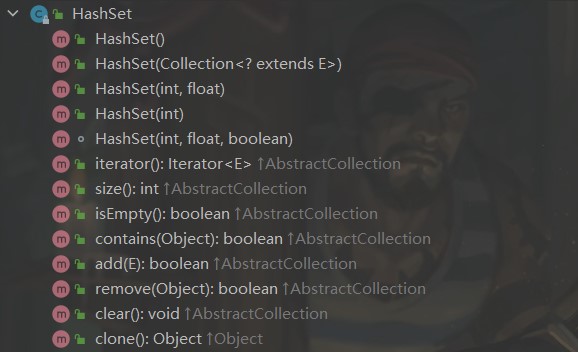 HashSet
HashSet()
HashSet(Collection<? extends E>)
HashSet(int, float)
HashSet(int)
HashSet(int, float, boolean)
iterator(): Iterator<E> ↑AbstractCollection
size(): int ↑AbstractCollection
isEmpty(): boolean ↑AbstractCollection
contains(Object): boolean ↑AbstractCollection
add(E): boolean ↑AbstractCollection
remove(Object): boolean ↑AbstractCollection
clear(): void ↑AbstractCollection
clone(): Object ↑Object